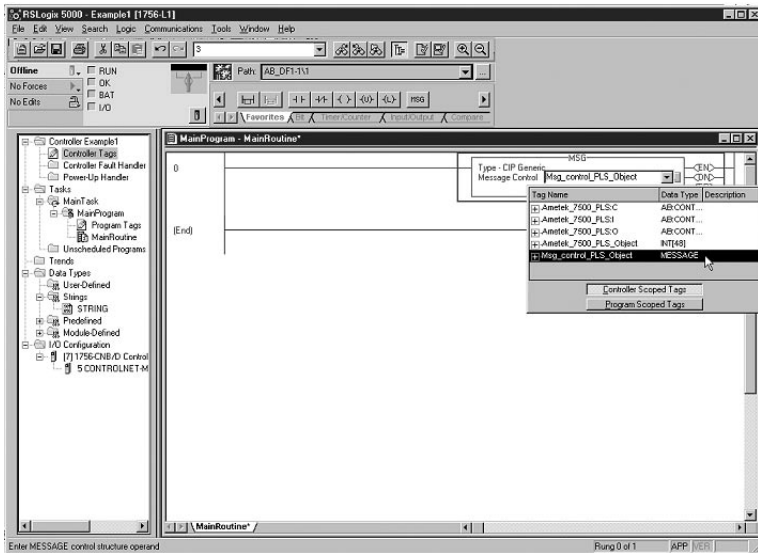 RSLogix 5000 - Example1 [1756-L1]
File Edit View Search Logic Communications Tools Window Help
3
Offline
RUN
No Forces
OK
No Edits
BAT
I/O
Path: AB_DF1-1\1
MSG
Favorites Bit Timer/Counter Input/Output Compare
Controller Example1
Controller Tags
Controller Fault Handler
Power-Up Handler
Tasks
MainTask
MainProgram
Program Tags
MainRoutine
Unscheduled Programs
Trends
Data Types
User-Defined
Strings
STRING
Predefined
Module-Defined
I/O Configuration
[7] 1756-CNB/D Control
5 CONTROLNET-M
MainProgram - MainRoutine*
0
MSG
Type - CIP Generic
Message Control Msg_control_PLS_Object
EN
DN
(End)
Tag Name Data Type Description
Ametek_7500_PLS:C AB:CONT...
Ametek_7500_PLS:I AB:CONT...
Ametek_7500_PLS:O AB:CONT...
Ametek_7500_PLS_Object INT[48]
Msg_control_PLS_Object MESSAGE
Controller Scoped Tags
Program Scoped Tags
MainRoutine*
Enter MESSAGE control structure operand
Rung 0 of 1
APP
VER